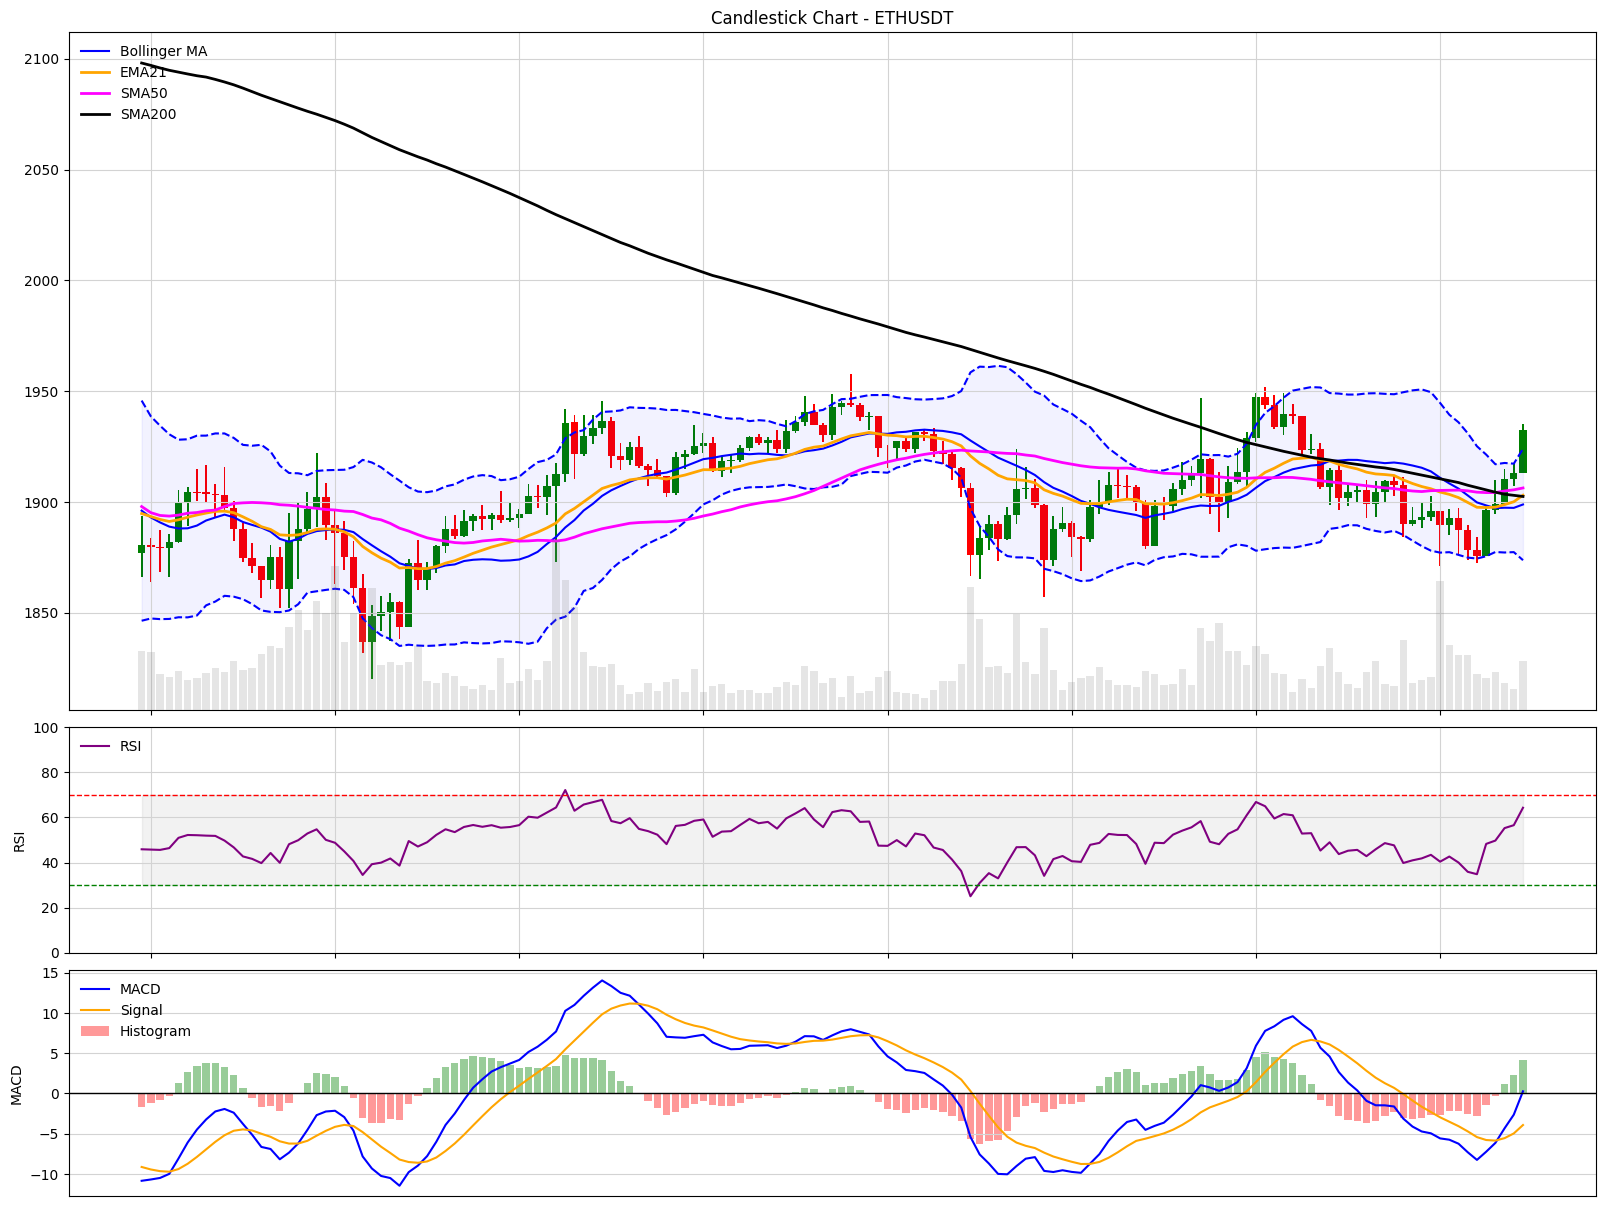 Candlestick Chart - ETHUSDT
2100
2050
2000
1950
1900
1850
Bollinger MA
EMA21
SMA50
SMA200
100
80
60
40
20
0
RSI
RSI
15
10
5
0
−5
−10
MACD
MACD
Signal
Histogram